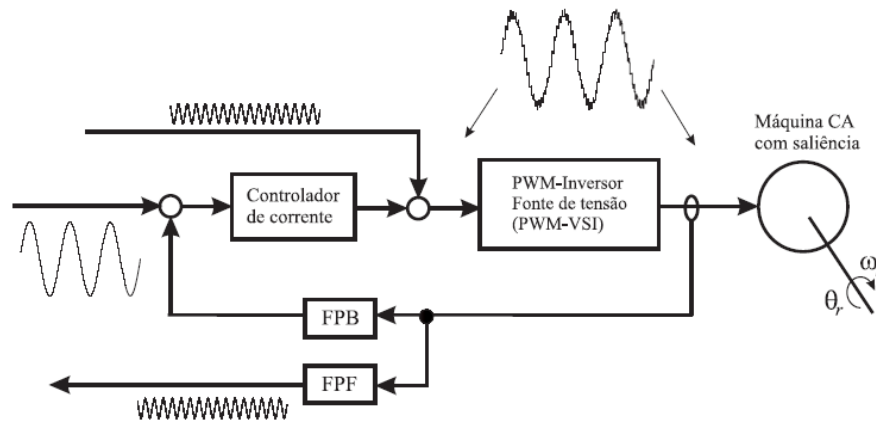 Máquina CA
com saliência
Controlador
de corrente
PWM-Inversor
Fonte de tensão
(PWM-VSI)
ω
θr
FPB
FPF